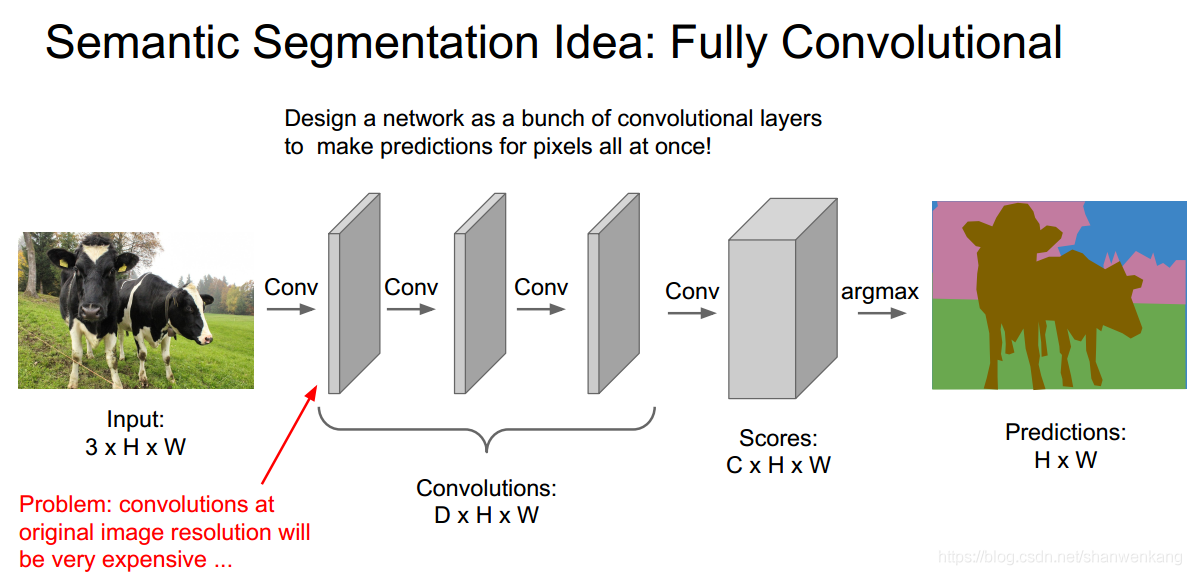 Semantic Segmentation Idea: Fully Convolutional
Design a network as a bunch of convolutional layers
to make predictions for pixels all at once!
Conv
Conv
Conv
Conv
argmax
Input:
3 x H x W
Problem: convolutions at
original image resolution will
be very expensive ...
Convolutions:
D x H x W
Scores:
C x H x W
Predictions:
H x W
https://blog.csdn.net/shanwenkang